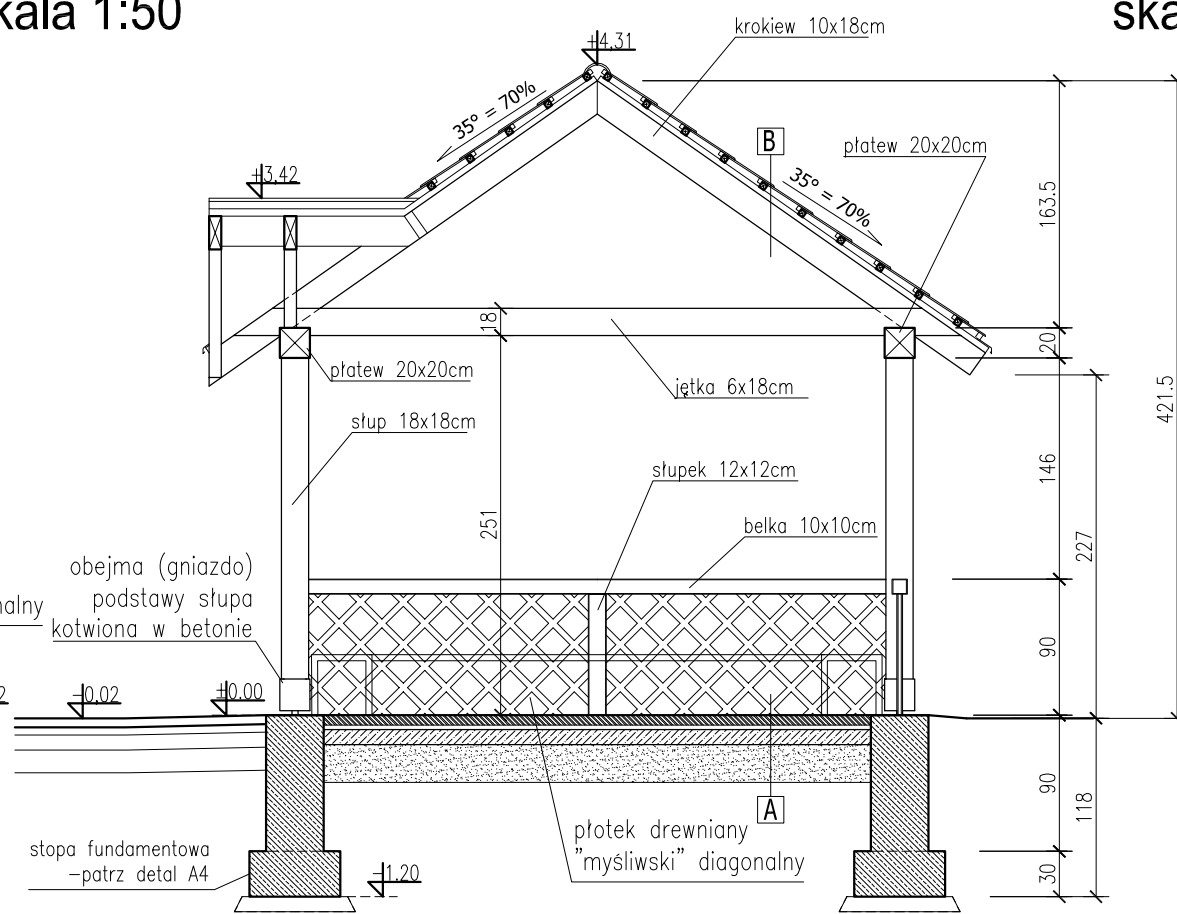 kala 1:50
ska
+4,31
krokiew 10x18cm
35° = 70%
B
płatew 20x20cm
+3,42
35° = 70%
163.5
18
20
płatew 20x20cm
jętka 6x18cm
421.5
słup 18x18cm
słupek 12x12cm
146
251
belka 10x10cm
227
obejma (gniazdo)
podstawy słupa
kotwiona w betonie
nalny
90
2
-0,02
±0.00
90
118
A
płotek drewniany
"myśliwski" diagonalny
stopa fundamentowa
-patrz detal A4
-1.20
30